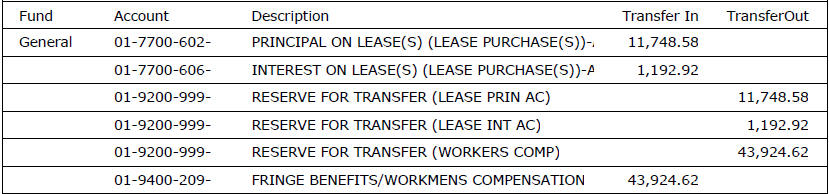 Fund Account Description Transfer In TransferOut
General 01-7700-602- PRINCIPAL ON LEASE(S) (LEASE PURCHASE(S))-A 11,748.58
01-7700-606- INTEREST ON LEASE(S) (LEASE PURCHASE(S))-A 1,192.92
01-9200-999- RESERVE FOR TRANSFER (LEASE PRIN AC) 11,748.58
01-9200-999- RESERVE FOR TRANSFER (LEASE INT AC) 1,192.92
01-9200-999- RESERVE FOR TRANSFER (WORKERS COMP) 43,924.62
01-9400-209- FRINGE BENEFITS/WORKMENS COMPENSATION 43,924.62